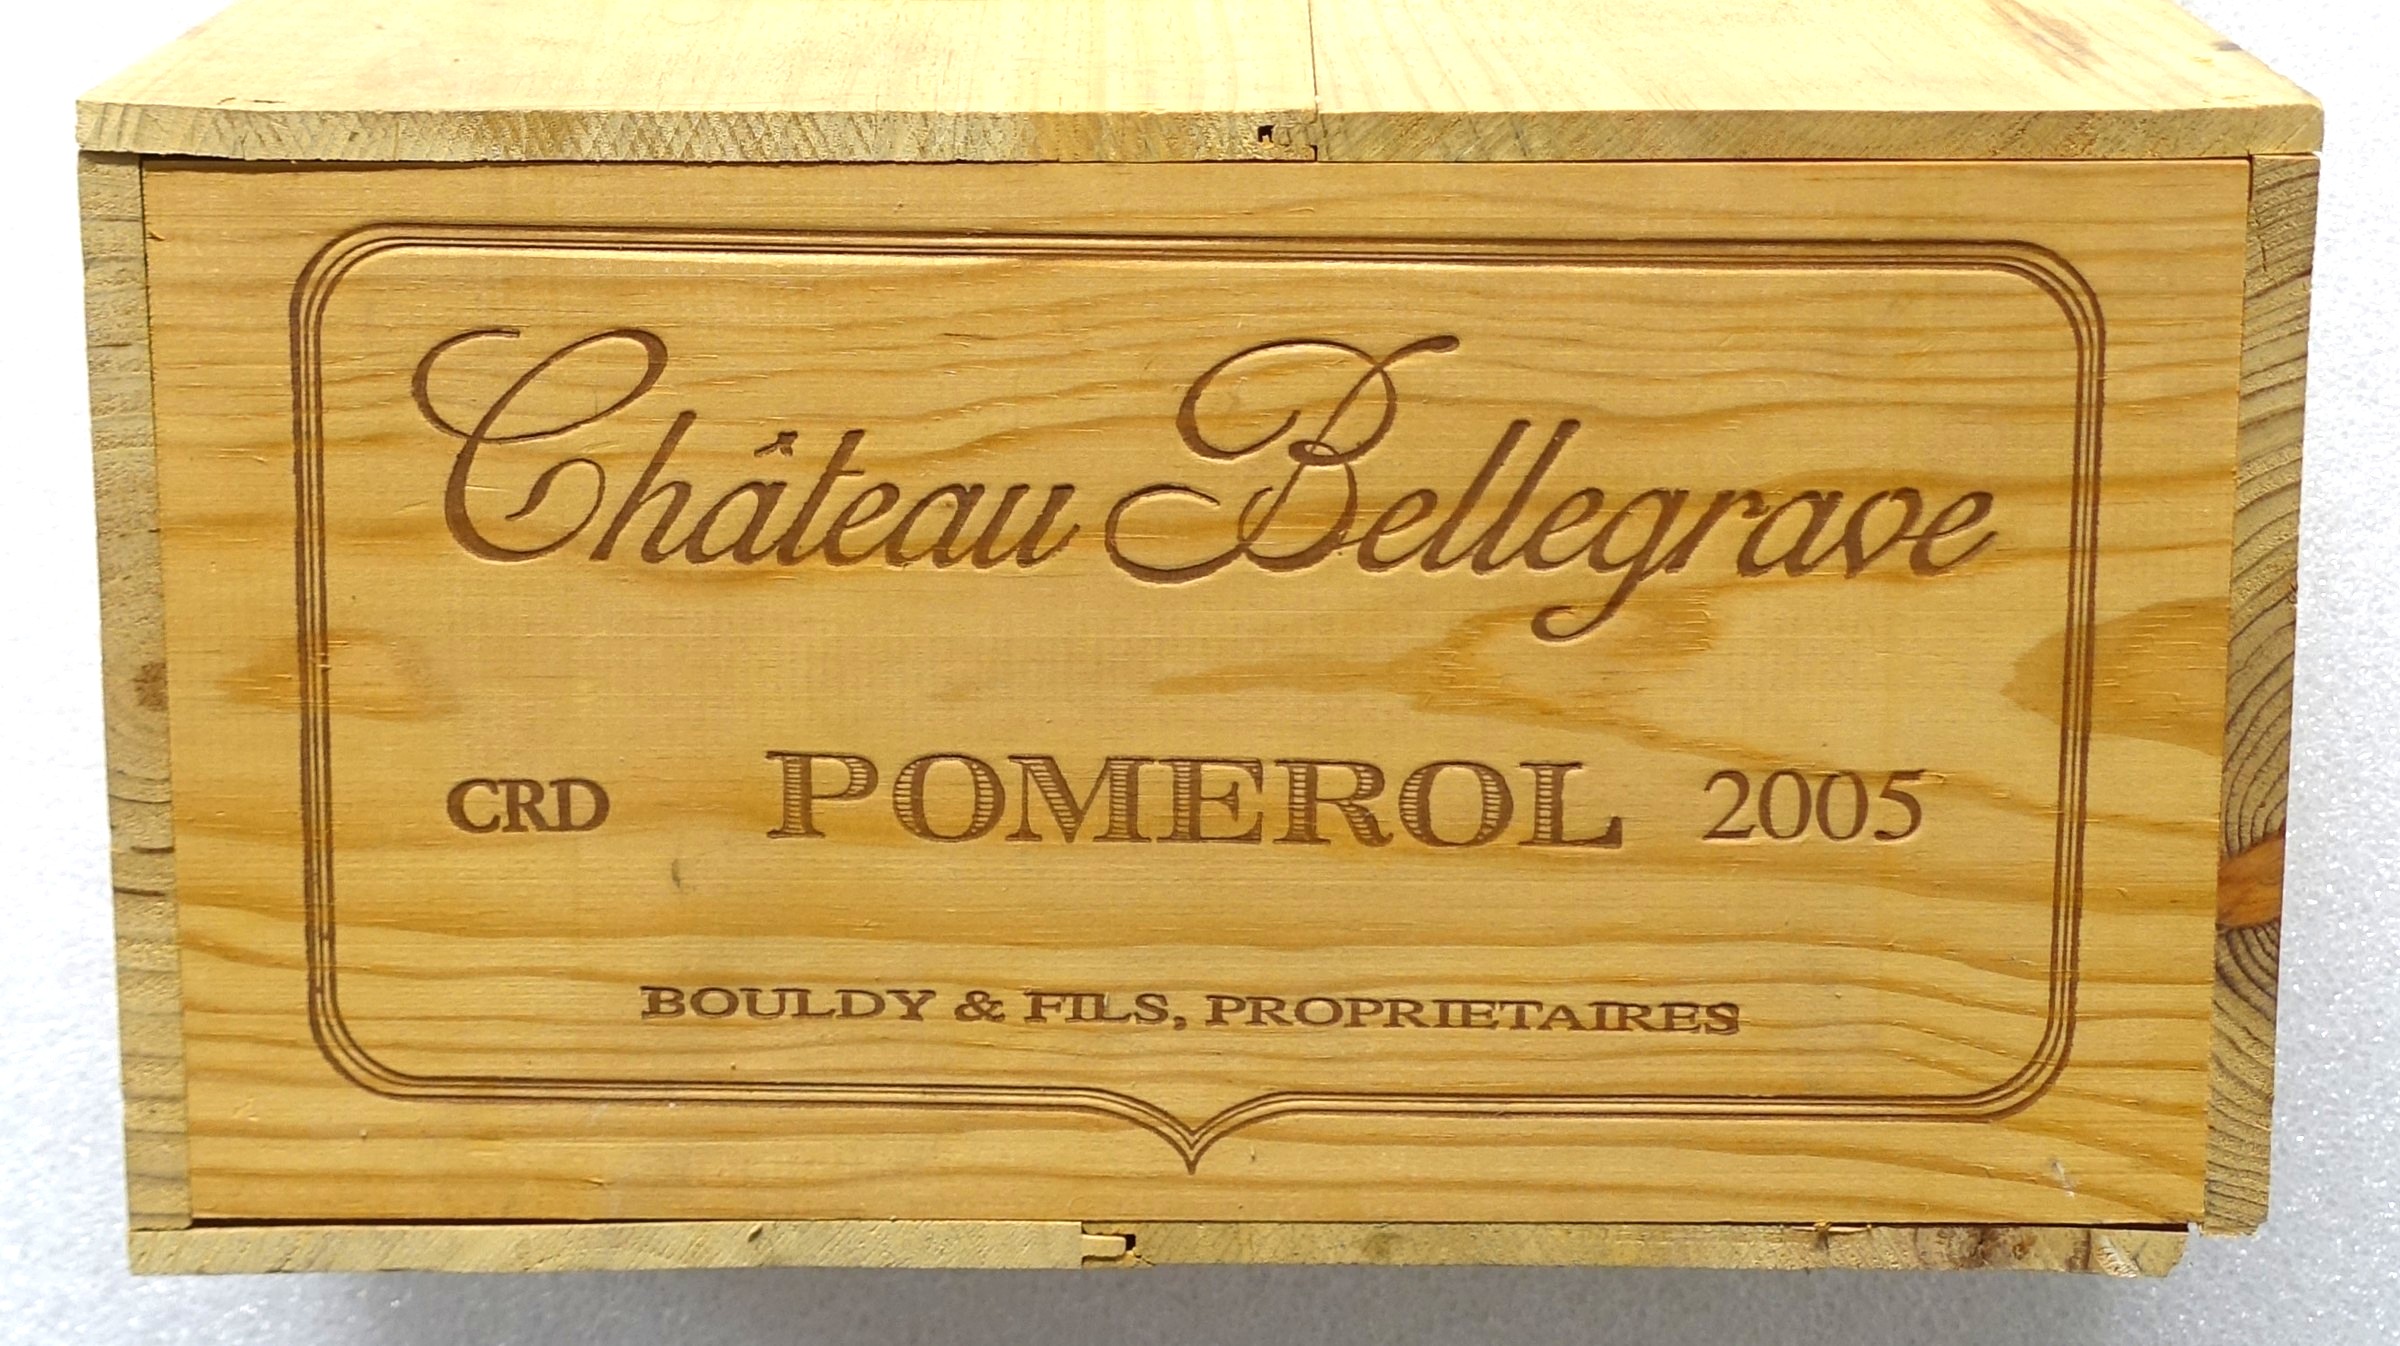 Château Bellegrave
CRD POMEROL 2005
BOULDY & FILS, PROPRIETAIRES